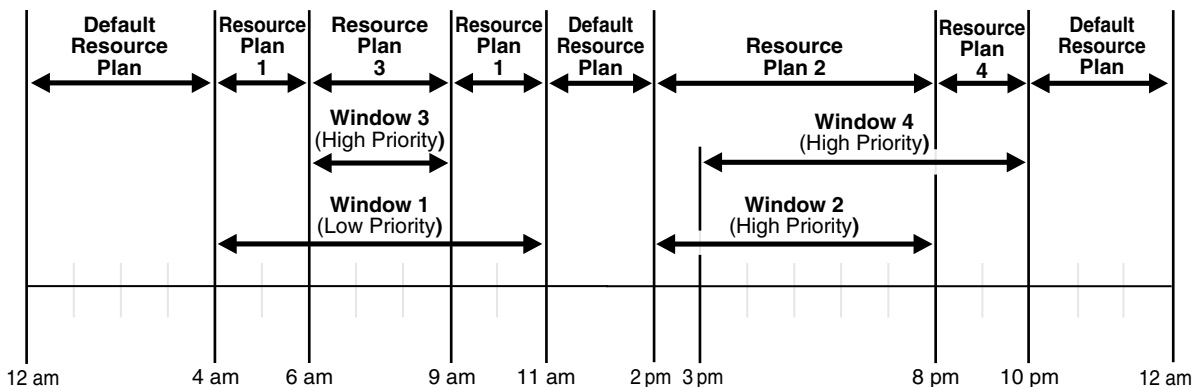 Default
Resource
Plan
Resource
Plan
1
Resource
Plan
3
Resource
Plan
1
Default
Resource
Plan
Resource
Plan 2
Resource
Plan
4
Default
Resource
Plan
Window 3
(High Priority)
Window 4
(High Priority)
Window 1
(Low Priority)
Window 2
(High Priority)
12 am 4 am 6 am 9 am 11 am 2 pm 3 pm 8 pm 10 pm 12 am